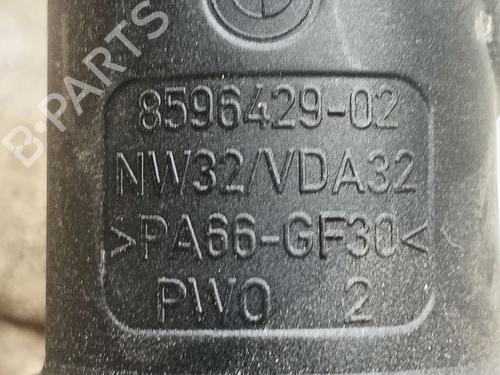 B-PARTS
8596429-02
NW32/VDA32
>PA66-GF30<
PWO 2